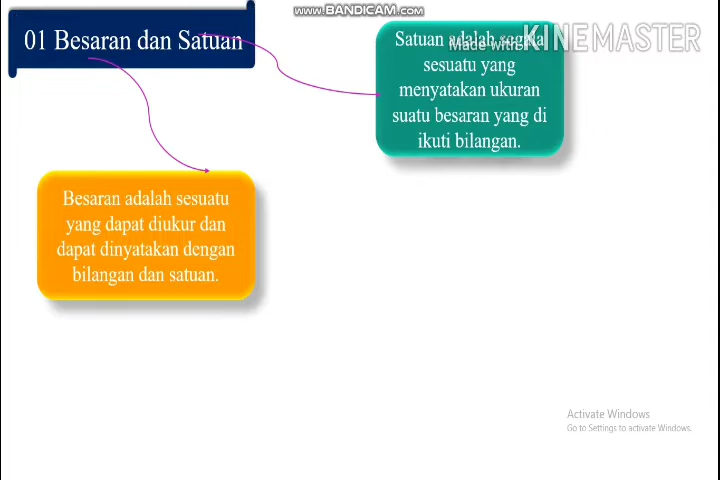 www.BANDICAM.com
01 Besaran dan Satuan
Satuan adalah segala
Made with KINEMASTER
sesuatu yang
menyatakan ukuran
suatu besaran yang di
ikuti bilangan.
Besaran adalah sesuatu
yang dapat diukur dan
dapat dinyatakan dengan
bilangan dan satuan.
Activate Windows
Go to Settings to activate Windows.